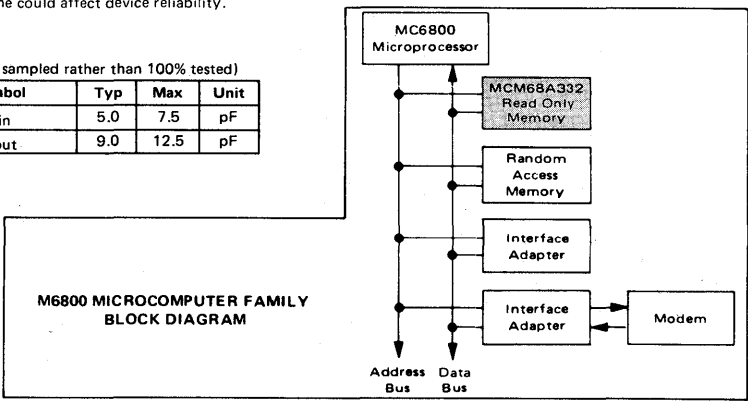 ne could affect device reliability.
sampled rather than 100% tested)
Typ Max Unit
in 5.0 7.5 pF
out 9.0 12.5 pF
MC6800
Microprocessor
MCM68A332
Read Only
Memory
Random
Access
Memory
Interface
Adapter
M6800 MICROCOMPUTER FAMILY
BLOCK DIAGRAM
Interface
Adapter
Modem
Address
Bus
Data
Bus